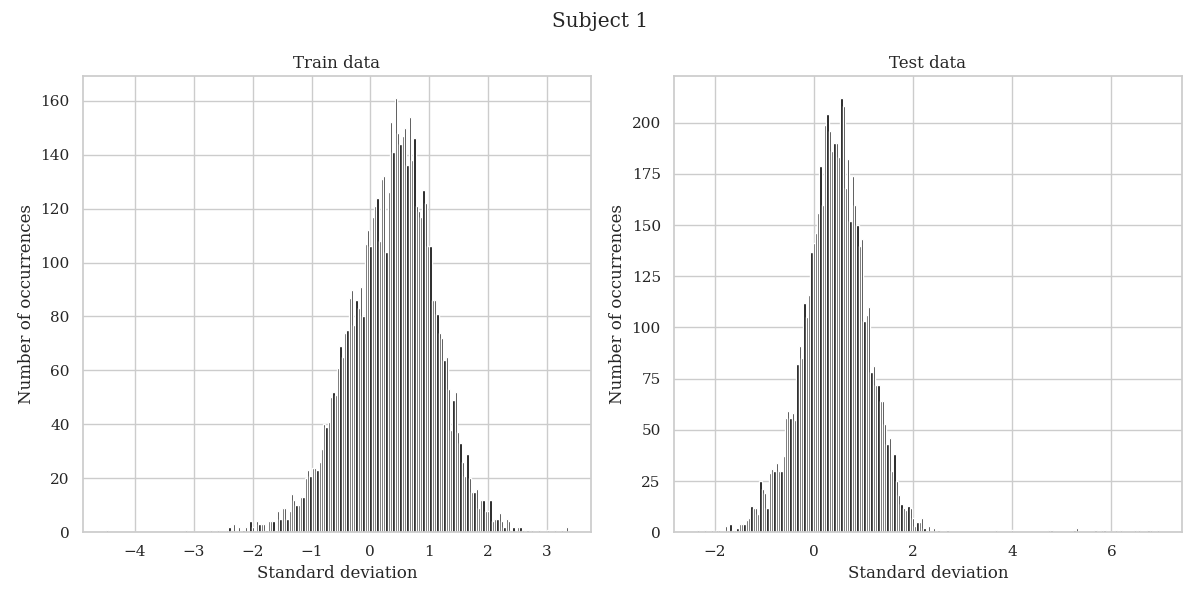 Subject 1
Train data
Number of occurrences
160
140
120
100
80
60
40
20
0
−4 −3 −2 −1 0 1 2 3
Standard deviation
Test data
Number of occurrences
200
175
150
125
100
75
50
25
0
−2 0 2 4 6
Standard deviation